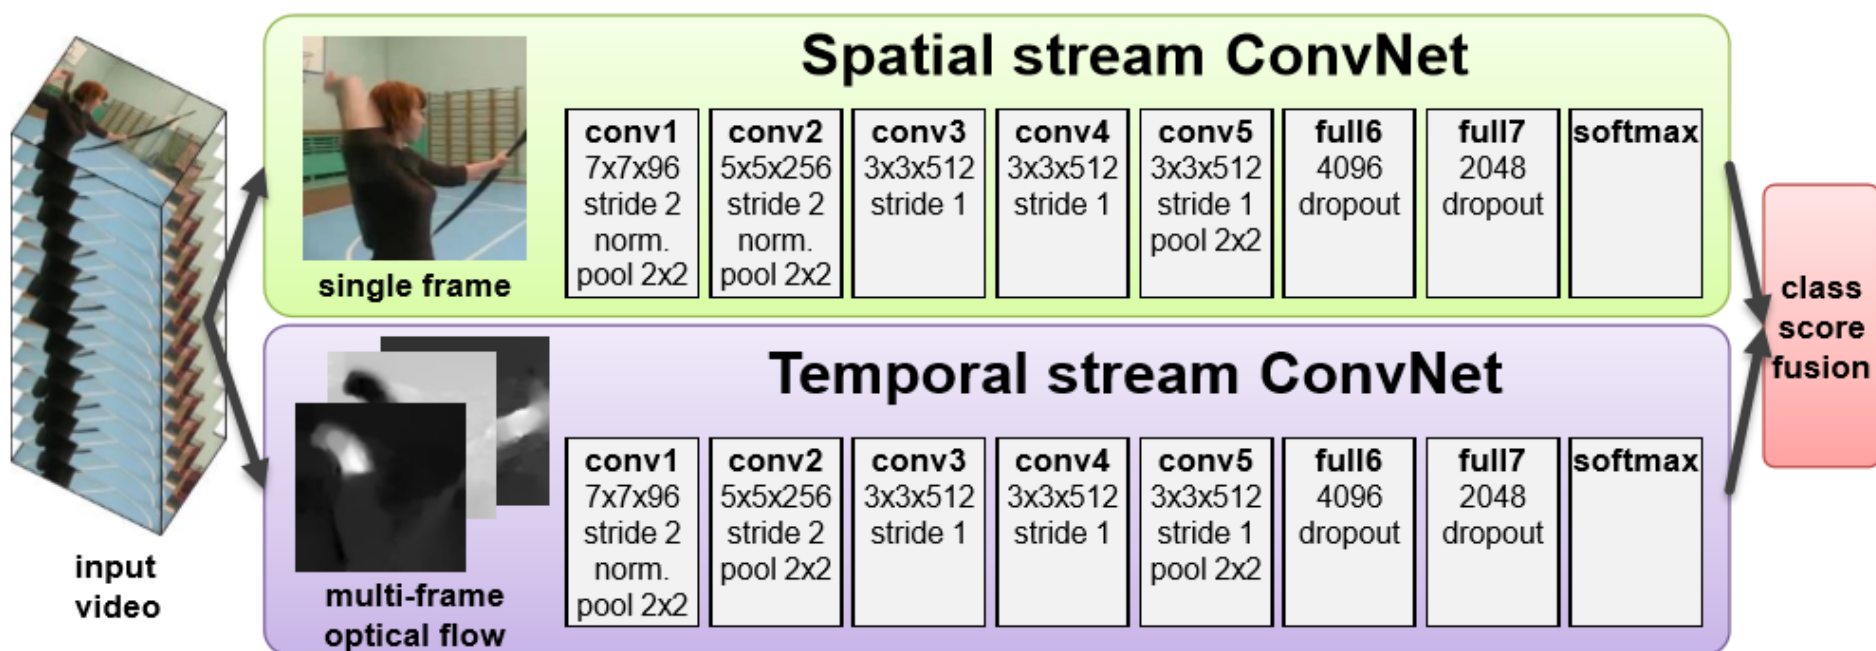 Spatial stream ConvNet
conv1
7x7x96
stride 2
norm.
pool 2x2
conv2
5x5x256
stride 2
norm.
pool 2x2
conv3
3x3x512
stride 1
conv4
3x3x512
stride 1
conv5
3x3x512
stride 1
pool 2x2
full6
4096
dropout
full7
2048
dropout
softmax
single frame
Temporal stream ConvNet
conv1
7x7x96
stride 2
norm.
pool 2x2
conv2
5x5x256
stride 2
pool 2x2
conv3
3x3x512
stride 1
conv4
3x3x512
stride 1
conv5
3x3x512
stride 1
pool 2x2
full6
4096
dropout
full7
2048
dropout
softmax
multi-frame
optical flow
input
video
class
score
fusion